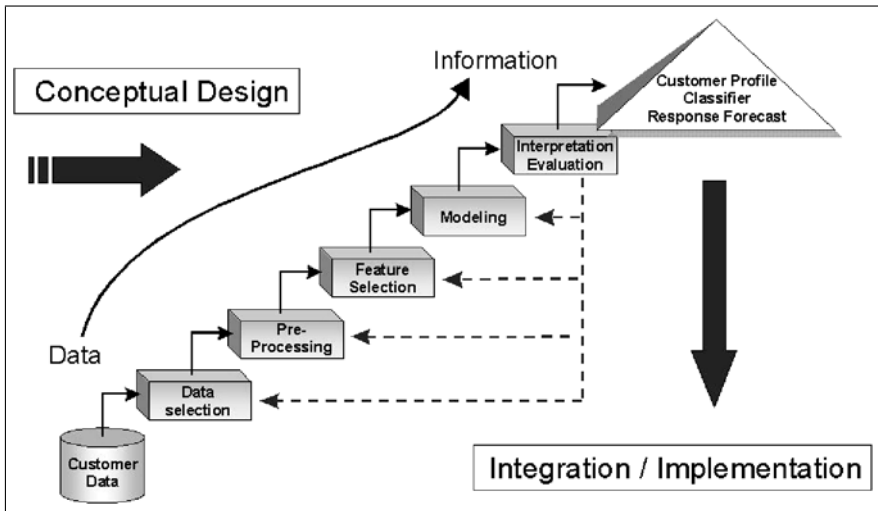 Information
Customer Profile
Classifier
Response Forecast
Conceptual Design
Interpretation
Evaluation
Modeling
Feature
Selection
Pre-
Processing
Data
Data
selection
Customer
Data
Integration / Implementation